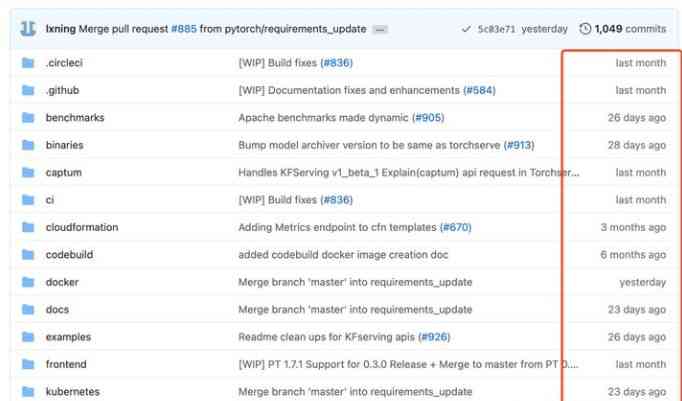 lxning Merge pull request #885 from pytorch/requirements_update ... 5c03e71 yesterday 1,049 commits
.circleci [WIP] Build fixes (#836) last month
.github [WIP] Documentation fixes and enhancements (#584) last month
benchmarks Apache benchmarks made dynamic (#905) 26 days ago
binaries Bump model archiver version to be same as torchserve (#913) 28 days ago
captum Handles KFServing v1_beta_1 Explain(captum) api request in Torchser... last month
ci [WIP] Build fixes (#836) last month
cloudformation Adding Metrics endpoint to cfn templates (#670) 3 months ago
codebuild added codebuild docker image creation doc 6 months ago
docker Merge branch 'master' into requirements_update yesterday
docs Merge branch 'master' into requirements_update 23 days ago
examples Readme clean ups for KFserving apis (#926) 26 days ago
frontend [WIP] PT 1.7.1 Support for 0.3.0 Release + Merge to master from PT 0.... last month
kubernetes Merge branch 'master' into requirements_update 23 days ago